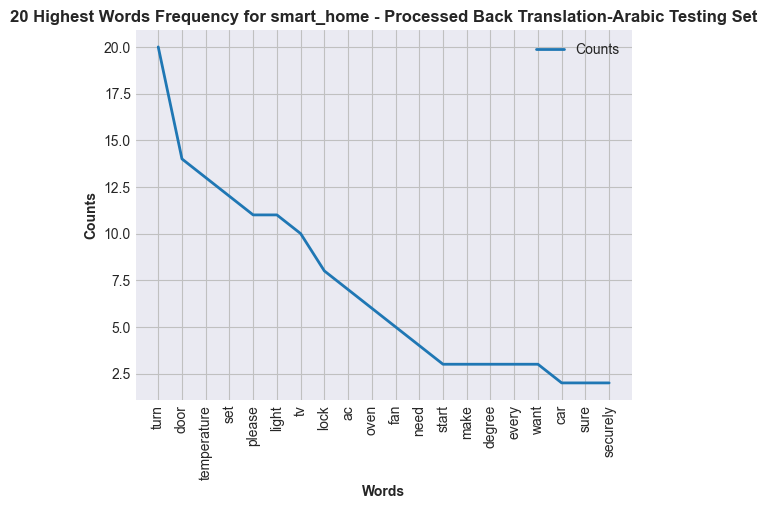 20 Highest Words Frequency for smart_home - Processed Back Translation-Arabic Testing Set
Counts
20.0
17.5
15.0
12.5
10.0
7.5
5.0
2.5
Counts
turn
door
temperature
set
please
light
tv
lock
ac
oven
fan
need
start
make
degree
every
want
car
sure
securely
Words